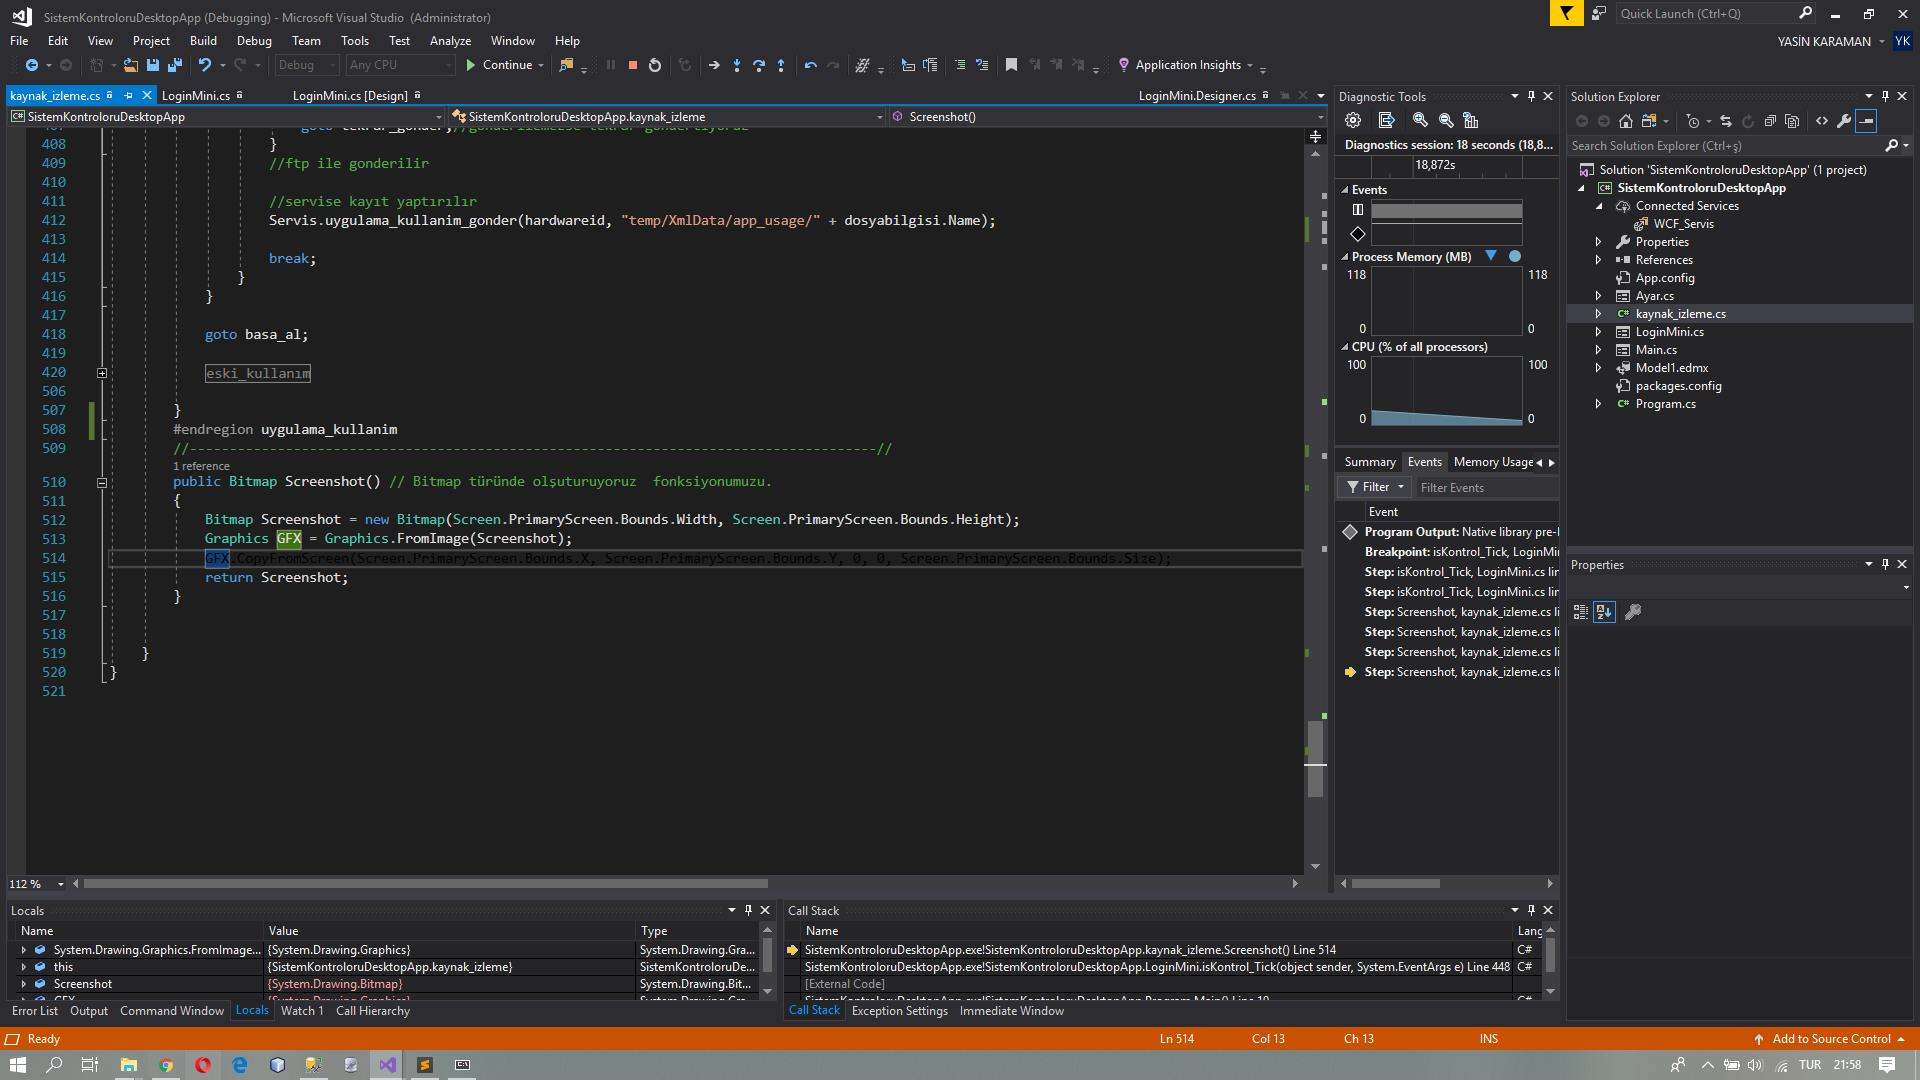 SistemKontroloruDesktopApp (Debugging) - Microsoft Visual Studio (Administrator)
Quick Launch (Ctrl+Q)
File Edit View Project Build Debug Team Tools Test Analyze Window Help
YASİN KARAMAN YK
Debug Any CPU Continue Application Insights
kaynak_izleme.cs LoginMini.cs LoginMini.cs [Design] LoginMini.Designer.cs
SistemKontroloruDesktopApp SistemKontroloruDesktopApp.kaynak_izleme Screenshot()
408 }
409 //ftp ile gonderilir
410
411 //servise kayıt yaptırılır
412 Servis.uygulama_kullanim_gonder(hardwareid, "temp/XmlData/app_usage/" + dosyabilgisi.Name);
413
414 break;
415 }
416 }
417
418 goto basa_al;
419
420 eski_kullanım
506
507 }
508 #endregion uygulama_kullanim
509 //--------------------------------------------------------------------------------------//
1 reference
510 public Bitmap Screenshot() // Bitmap türünde olşuturuyoruz fonksiyonumuzu.
511 {
512 Bitmap Screenshot = new Bitmap(Screen.PrimaryScreen.Bounds.Width, Screen.PrimaryScreen.Bounds.Height);
513 Graphics GFX = Graphics.FromImage(Screenshot);
514 GFX.CopyFromScreen(Screen.PrimaryScreen.Bounds.X, Screen.PrimaryScreen.Bounds.Y, 0, 0, Screen.PrimaryScreen.Bounds.Size);
515 return Screenshot;
516 }
517
518
519 }
520 }
521
112 %
Diagnostic Tools
Diagnostics session: 18 seconds (18,8...
18,872s
Events
Process Memory (MB)
118 118
0 0
CPU (% of all processors)
100 100
0 0
Summary Events Memory Usage
Filter Filter Events
Event
Program Output: Native library pre-l
Breakpoint: isKontrol_Tick, LoginMi
Step: isKontrol_Tick, LoginMini.cs lir
Step: isKontrol_Tick, LoginMini.cs lir
Step: Screenshot, kaynak_izleme.cs li
Step: Screenshot, kaynak_izleme.cs li
Step: Screenshot, kaynak_izleme.cs li
Step: Screenshot, kaynak_izleme.cs li
Solution Explorer
Search Solution Explorer (Ctrl+ş)
Solution 'SistemKontroloruDesktopApp' (1 project)
SistemKontroloruDesktopApp
Connected Services
WCF_Servis
Properties
References
App.config
Ayar.cs
kaynak_izleme.cs
LoginMini.cs
Main.cs
Model1.edmx
packages.config
Program.cs
Properties
Locals
Name Value Type
System.Drawing.Graphics.FromImage... {System.Drawing.Graphics} System.Drawing.Gra...
this {SistemKontroloruDesktopApp.kaynak_izleme} SistemKontroloruDe...
Screenshot {System.Drawing.Bitmap} System.Drawing.Bit...
Error List Output Command Window Locals Watch 1 Call Hierarchy
Call Stack
Name Lang
SistemKontroloruDesktopApp.exe!SistemKontroloruDesktopApp.kaynak_izleme.Screenshot() Line 514 C#
SistemKontroloruDesktopApp.exe!SistemKontroloruDesktopApp.LoginMini.isKontrol_Tick(object sender, System.EventArgs e) Line 448 C#
[External Code]
Call Stack Exception Settings Immediate Window
Ready Ln 514 Col 13 Ch 13 INS Add to Source Control
TUR 21:58